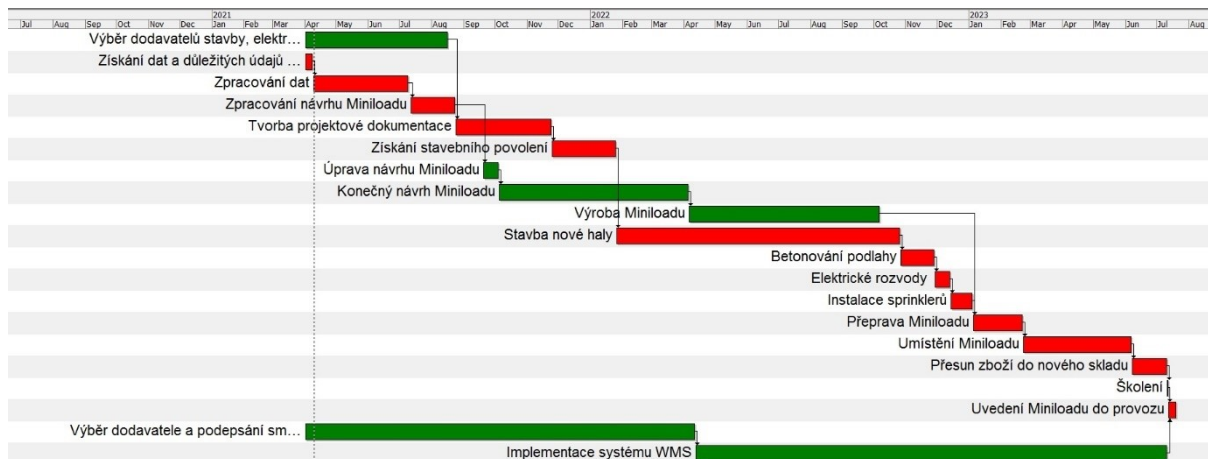 2021 2022 2023
Jul Aug Sep Oct Nov Dec Jan Feb Mar Apr May Jun Jul Aug Sep Oct Nov Dec Jan Feb Mar Apr May Jun Jul Aug Sep Oct Nov Dec Jan Feb Mar Apr May Jun Jul Aug
Výběr dodavatelů stavby, elektr…
Získání dat a důležitých údajů …
Zpracování dat
Zpracování návrhu Miniloadu
Tvorba projektové dokumentace
Získání stavebního povolení
Úprava návrhu Miniloadu
Konečný návrh Miniloadu
Výroba Miniloadu
Stavba nové haly
Betonování podlahy
Elektrické rozvody
Instalace sprinklerů
Přeprava Miniloadu
Umístění Miniloadu
Přesun zboží do nového skladu
Školení
Uvedení Miniloadu do provozu
Výběr dodavatele a podepsání sm…
Implementace systému WMS